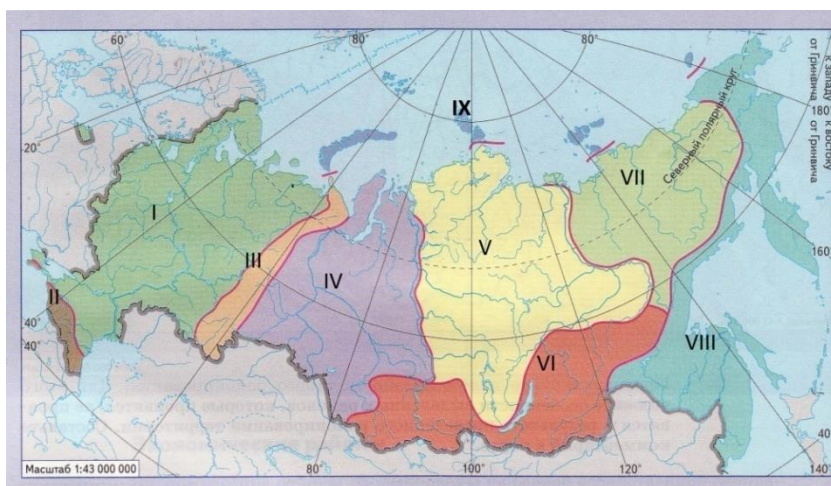 60°
80°
80°
к западу
от Гринвича
к востоку
от Гринвича
180°
160°
140°
Северный полярный круг
IX
20°
VII
I
V
III
IV
II
VIII
VI
40°
40°
40°
Масштаб 1:43 000 000
80°
100°
120°